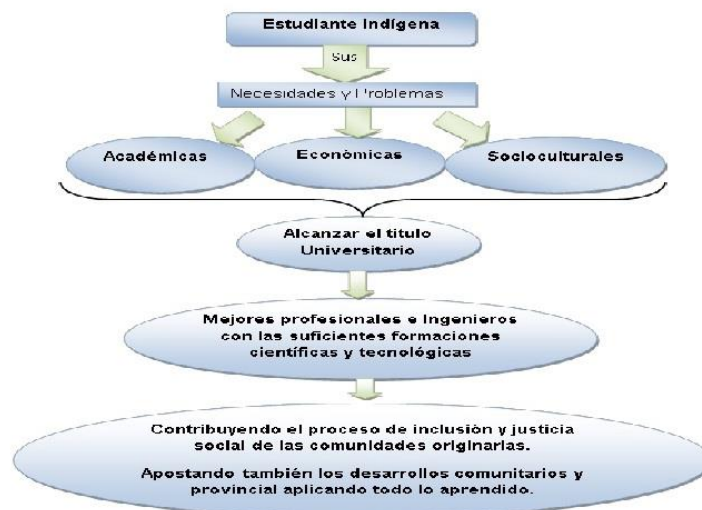 Estudiante Indígena
Sus
Necesidades y Problemas
Académicas
Económicas
Socioculturales
Alcanzar el titulo
Universitario
Mejores profesionales e Ingenieros
con las suficientes formaciones
científicas y tecnológicas
Contribuyendo el proceso de inclusión y justicia
social de las comunidades originarias.
Apostando también los desarrollos comunitarios y
provincial aplicando todo lo aprendido.